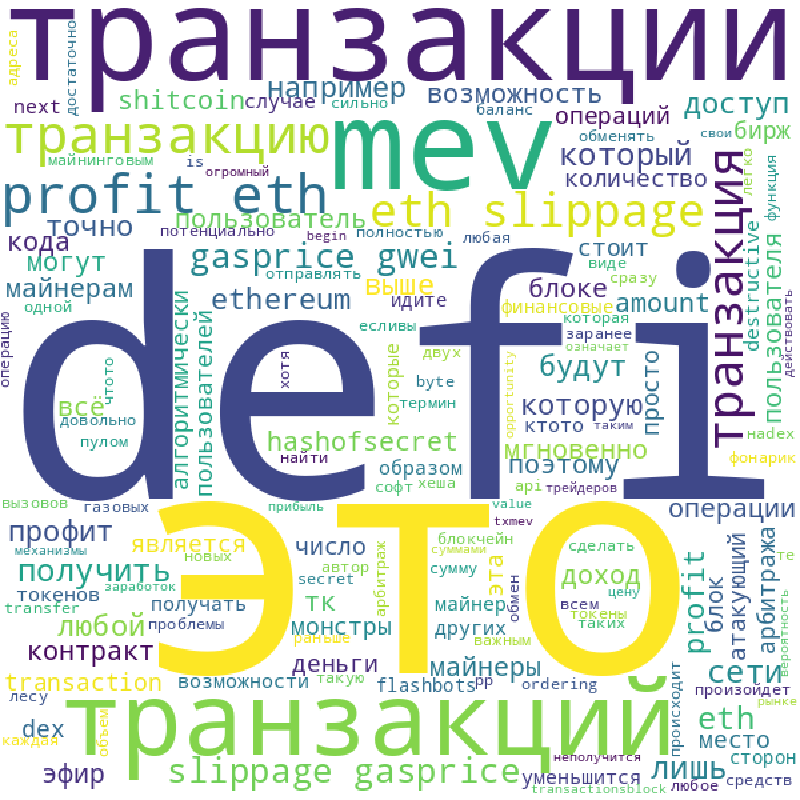 транзакции
адреса
достаточно
next
shitcoin
случае
например
сильно
возможность
баланс
операций
обменять
доступ
свои
бирж
транзакцию
майнинговым
is
огромный
mev
который
количество
легко
функция
profit eth
eth slippage
транзакция
точно
пользователь
потенциально
begin
полностью
любая
кода
могут
gasprice gwei
отправлять
выше
стоит
виде
сразу
destructive
пользователя
майнерам
ethereum
идите
блоке
финансовые
amount
одной
алгоритмически
пользователей
если­вы
которая
заранее
означает
операцию
хотя
которые
двух
opportunity
таким
будут
просто
действовать
defi
всё
чтото
byte
термин
которую
ктото
довольно
пулом
hashofsecret
мгновенно
hadex
найти
образом
поэтому
фонарик
софт
хеша
api
трейдеров
вызовов
газовых
прибыль
value
txmev
операции
это
профит
механизмы
является
новых
число
автор
арбитраж
блокчейн
суммами
сделать
те
получить
заработок
secret
сумму
эта
обмен
доход
цену
profit
блок
атакующий
арбитража
токенов
transfer
получать
тк
майнер
всем
токены
таких
вероятность
любой
проблемы
монстры
раньше
других
важным
контракт
деньги
майнеры
сети
transaction
возможности
такую
flashbots
pp
ordering
происходит
произойдет
лесу
объем
транзакций
eth
рынке
dex
каждая
место
сторон
эфир
slippage gasprice
неполучится
уменьшится
лишь
любое
средств
transactionsblock